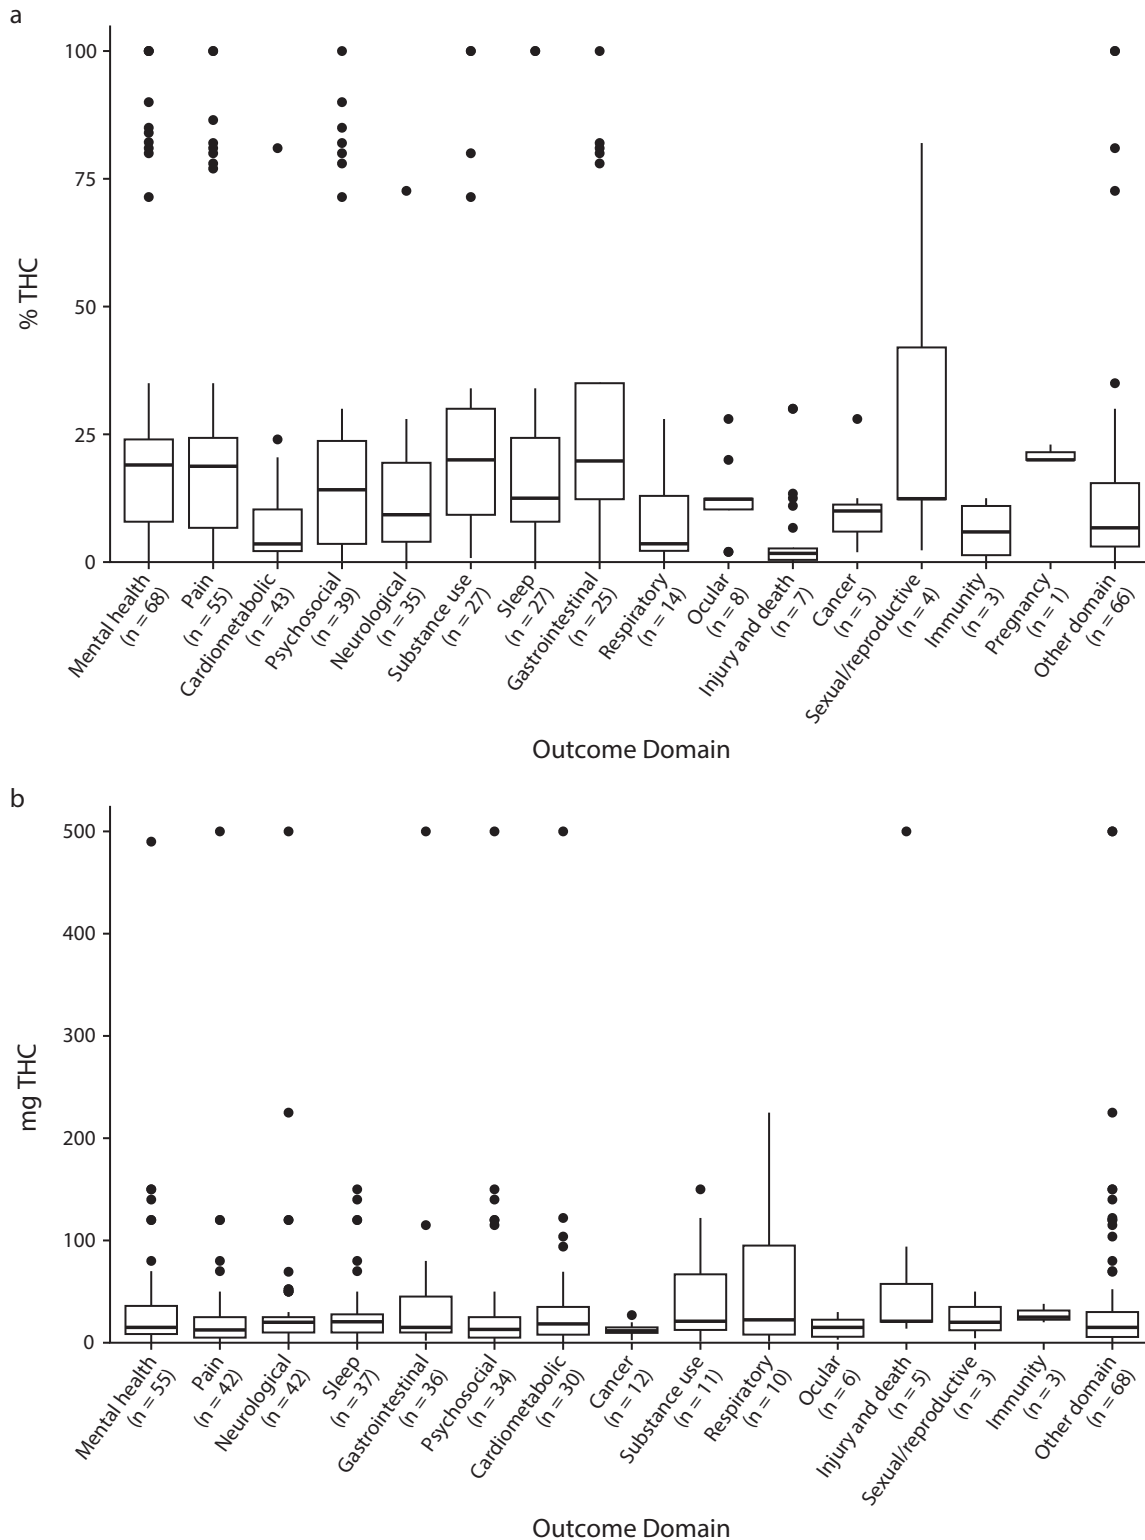 a
100
75
50
25
0
% THC
Mental health
(n = 68)
Pain
(n = 55)
Cardiometabolic
(n = 43)
Psychosocial
(n = 39)
Neurological
(n = 35)
Substance use
(n = 27)
Sleep
(n = 27)
Gastrointestinal
(n = 25)
Respiratory
(n = 14)
Ocular
(n = 8)
Injury and death
(n = 7)
Cancer
(n = 5)
Sexual/reproductive
(n = 4)
Immunity
(n = 3)
Pregnancy
(n = 1)
Other domain
(n = 66)
Outcome Domain
b
500
400
300
200
100
0
mg THC
Mental health
(n = 55)
Pain
(n = 42)
Neurological
(n = 42)
Sleep
(n = 37)
Gastrointestinal
(n = 36)
Psychosocial
(n = 34)
Cardiometabolic
(n = 30)
Cancer
(n = 12)
Substance use
(n = 11)
Respiratory
(n = 10)
Ocular
(n = 6)
Injury and death
(n = 5)
Sexual/reproductive
(n = 3)
Immunity
(n = 3)
Other domain
(n = 68)
Outcome Domain